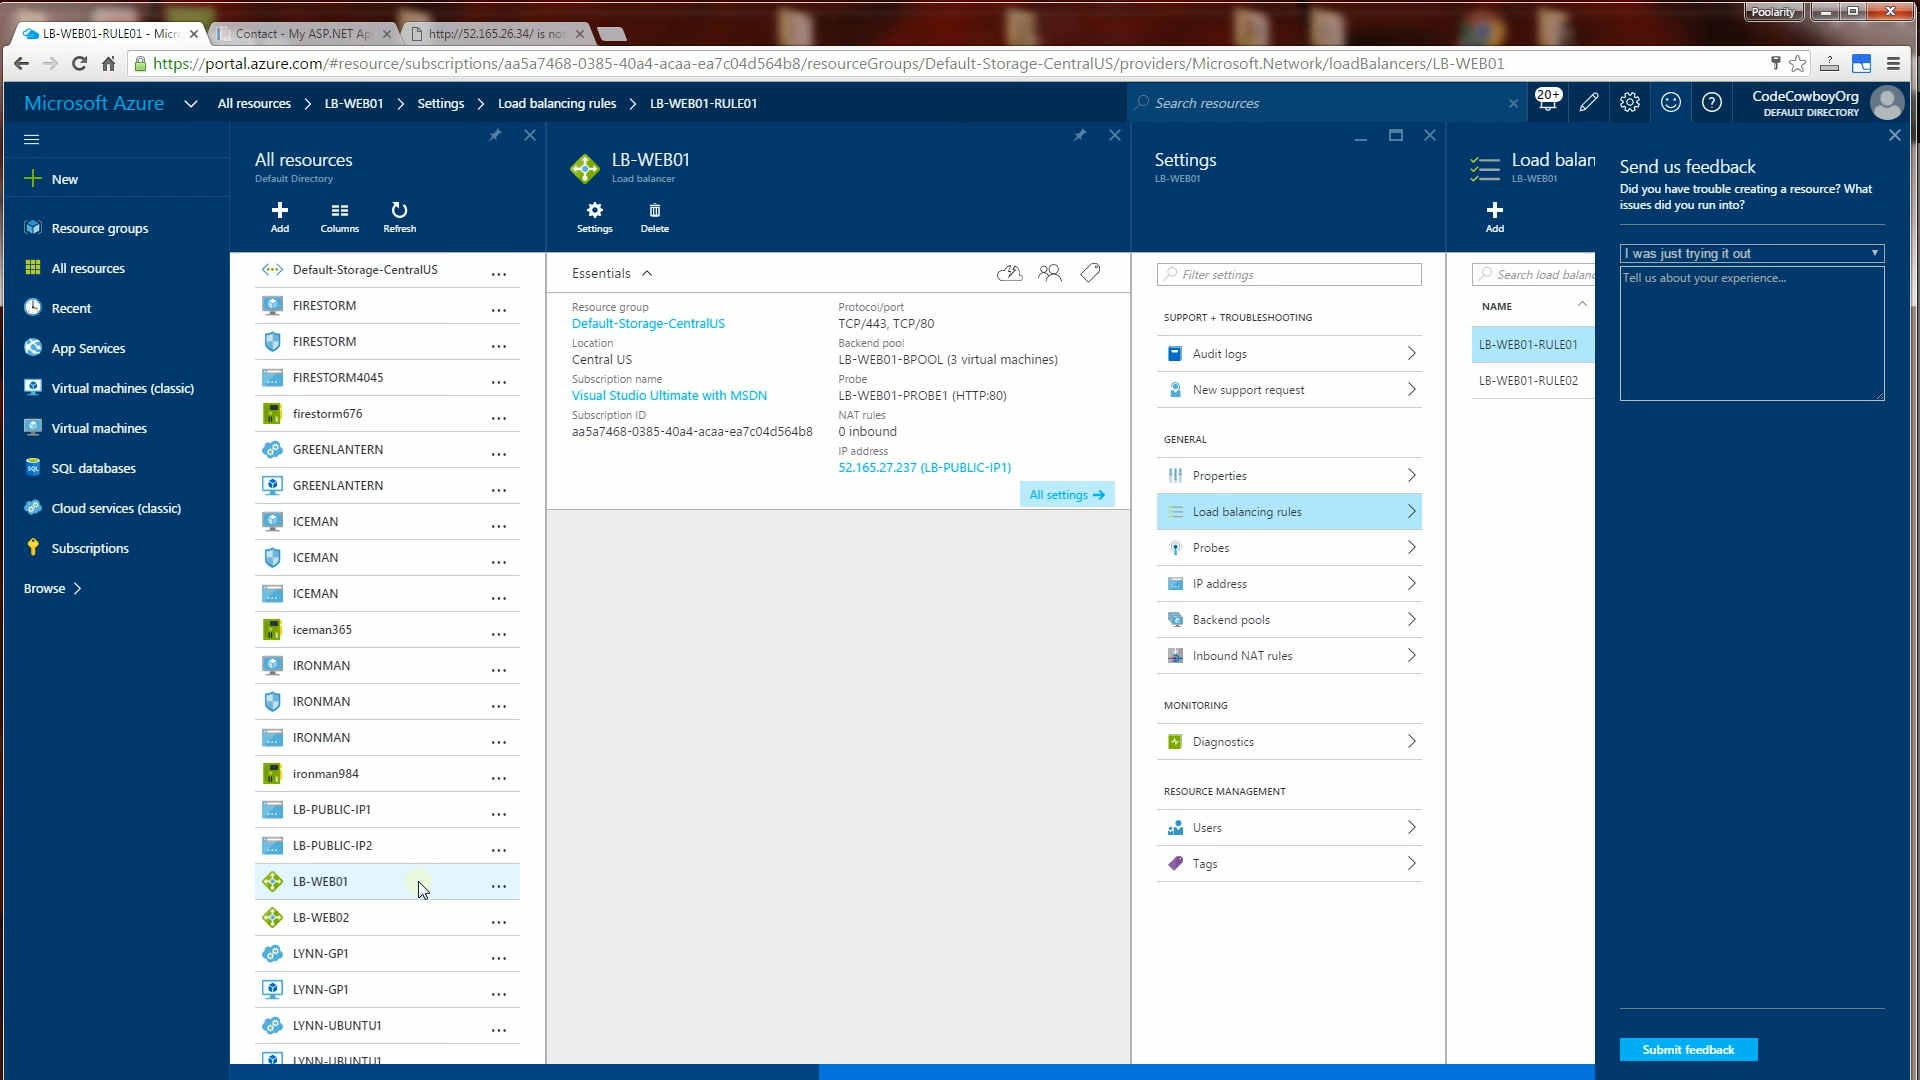 Poolarity
LB-WEB01-RULE01 - Micro
Contact - My ASP.NET Ap
http://52.165.26.34/ is not
https://portal.azure.com/#resource/subscriptions/aa5a7468-0385-40a4-acaa-ea7c04d564b8/resourceGroups/Default-Storage-CentralUS/providers/Microsoft.Network/loadBalancers/LB-WEB01
Microsoft Azure
All resources > LB-WEB01 > Settings > Load balancing rules > LB-WEB01-RULE01
Search resources
20+
CodeCowboyOrg
DEFAULT DIRECTORY
New
Resource groups
All resources
Recent
App Services
Virtual machines (classic)
Virtual machines
SQL databases
Cloud services (classic)
Subscriptions
Browse >
All resources
Default Directory
Add
Columns
Refresh
Default-Storage-CentralUS ...
FIRESTORM ...
FIRESTORM ...
FIRESTORM4045 ...
firestorm676 ...
GREENLANTERN ...
GREENLANTERN ...
ICEMAN ...
ICEMAN ...
ICEMAN ...
iceman365 ...
IRONMAN ...
IRONMAN ...
IRONMAN ...
ironman984 ...
LB-PUBLIC-IP1 ...
LB-PUBLIC-IP2 ...
LB-WEB01 ...
LB-WEB02 ...
LYNN-GP1 ...
LYNN-GP1 ...
LYNN-UBUNTU1 ...
LYNN-UBUNTU1
LB-WEB01
Load balancer
Settings
Delete
Essentials
Resource group
Default-Storage-CentralUS
Location
Central US
Subscription name
Visual Studio Ultimate with MSDN
Subscription ID
aa5a7468-0385-40a4-acaa-ea7c04d564b8
Protocol/port
TCP/443, TCP/80
Backend pool
LB-WEB01-BPOOL (3 virtual machines)
Probe
LB-WEB01-PROBE1 (HTTP:80)
NAT rules
0 inbound
IP address
52.165.27.237 (LB-PUBLIC-IP1)
All settings →
Settings
LB-WEB01
Filter settings
SUPPORT + TROUBLESHOOTING
Audit logs
New support request
GENERAL
Properties
Load balancing rules
Probes
IP address
Backend pools
Inbound NAT rules
MONITORING
Diagnostics
RESOURCE MANAGEMENT
Users
Tags
Load balan
LB-WEB01
Add
Search load balanc
NAME
LB-WEB01-RULE01
LB-WEB01-RULE02
Send us feedback
Did you have trouble creating a resource? What
issues did you run into?
I was just trying it out
Tell us about your experience...
Submit feedback